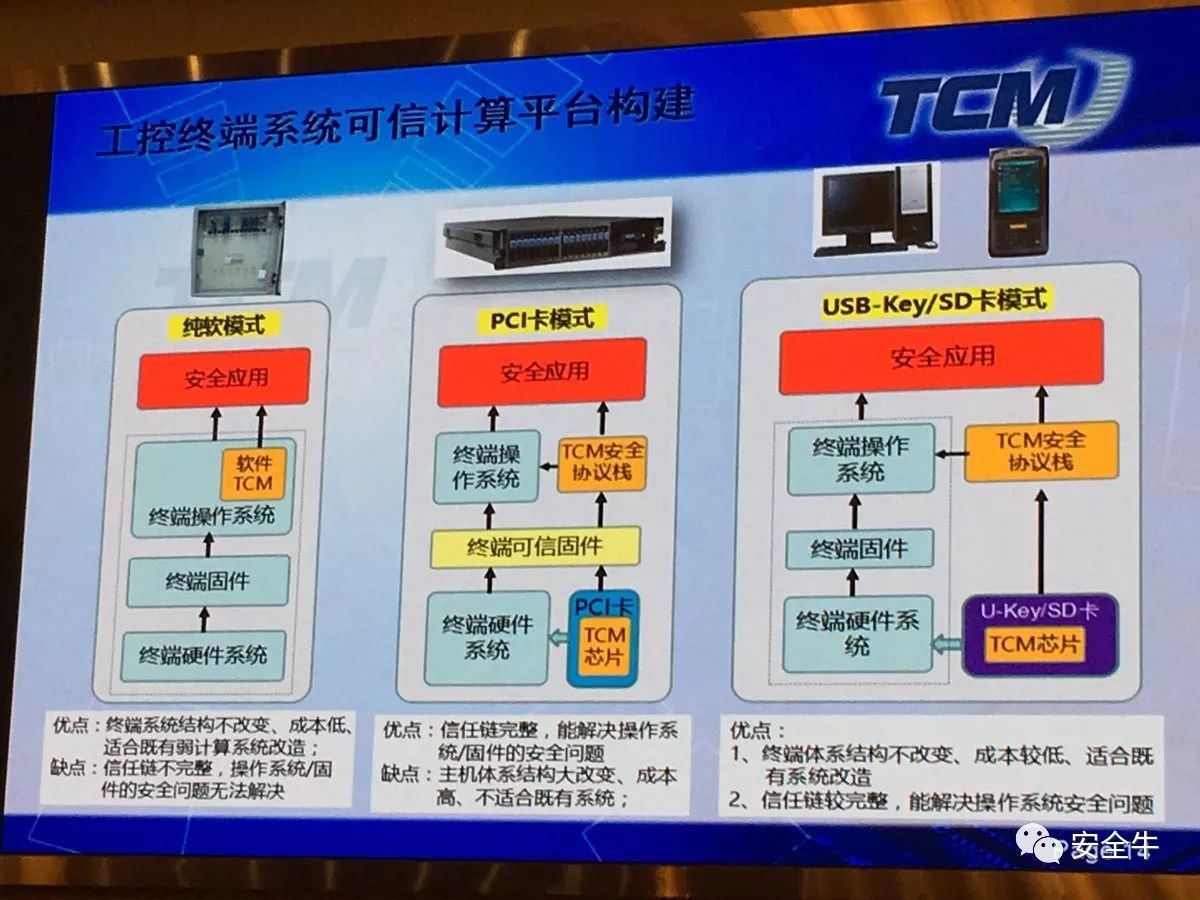 工控终端系统可信计算平台构建
TCM
纯软模式
安全应用
软件
TCM
终端操作系统
终端固件
终端硬件系统
优点：终端系统结构不改变、成本低、
适合既有弱计算系统改造；
缺点：信任链不完整，操作系统/固
件的安全问题无法解决
PCI卡模式
安全应用
终端操
作系统
TCM安全
协议栈
终端可信固件
终端硬件
系统
PCI卡
TCM
芯片
优点：信任链完整，能解决操作系
统/固件的安全问题
缺点：主机体系结构大改变、成本
高、不适合既有系统；
USB-Key/SD卡模式
安全应用
终端操作
系统
TCM安全
协议栈
终端固件
终端硬件系
统
U-Key/SD卡
TCM芯片
优点：
1、终端体系结构不改变、成本较低、适合既
有系统改造
2、信任链较完整，能解决操作系统安全问题
Page 14
安全牛
TCM